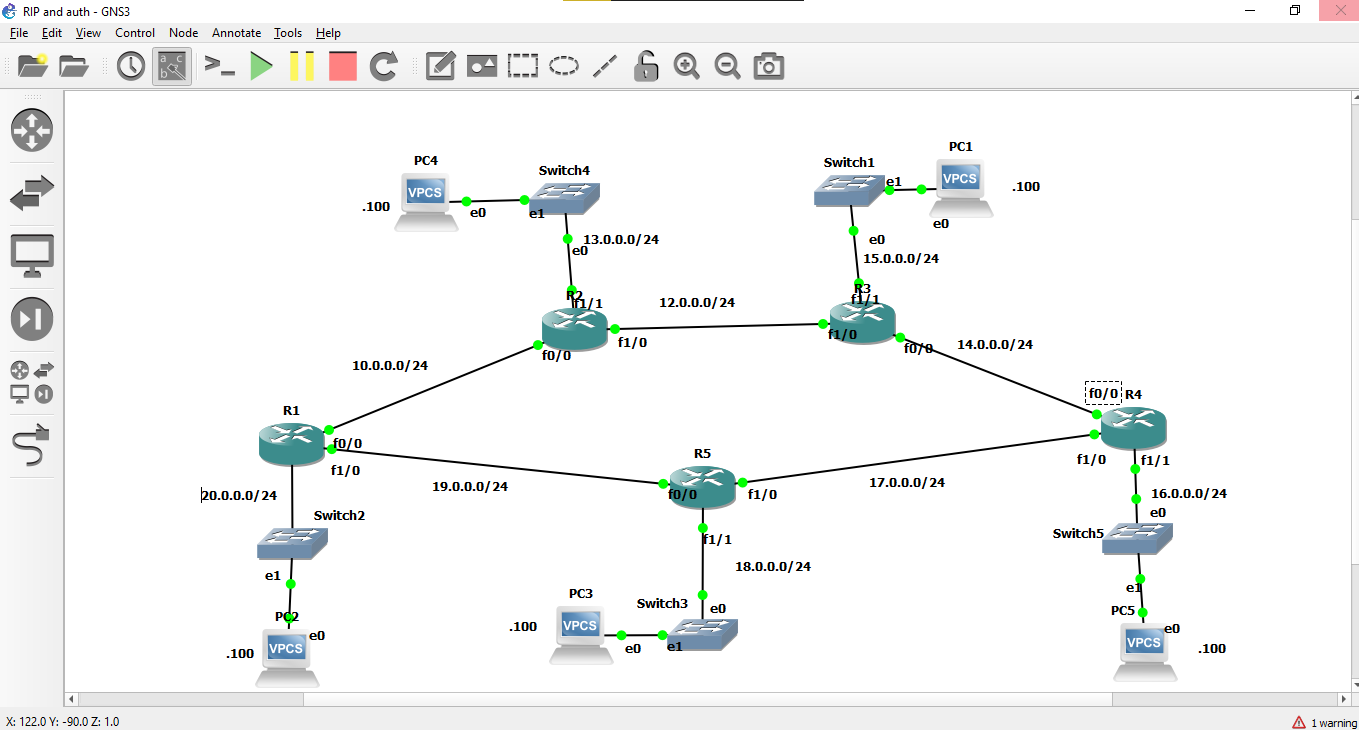 RIP and auth - GNS3
File Edit View Control Node Annotate Tools Help
PC4
VPCS
.100
e0
Switch4
e1
13.0.0.0/24
e0
Switch1
e1
PC1
VPCS
.100
e0
e0
15.0.0.0/24
R2
f1/1
12.0.0.0/24
R3
f1/1
f1/0
f0/0
f1/0
f0/0
14.0.0.0/24
10.0.0.0/24
f0/0
R4
R1
f0/0
f1/0
R5
f1/0
f1/1
19.0.0.0/24
f0/0
f1/0
17.0.0.0/24
20.0.0.0/24
16.0.0.0/24
Switch2
e0
Switch5
f1/1
18.0.0.0/24
e1
e1
PC3
VPCS
.100
e0
Switch3
e0
e1
PC2
VPCS
e0
.100
PC5
VPCS
e0
.100
X: 122.0 Y: -90.0 Z: 1.0
1 warning